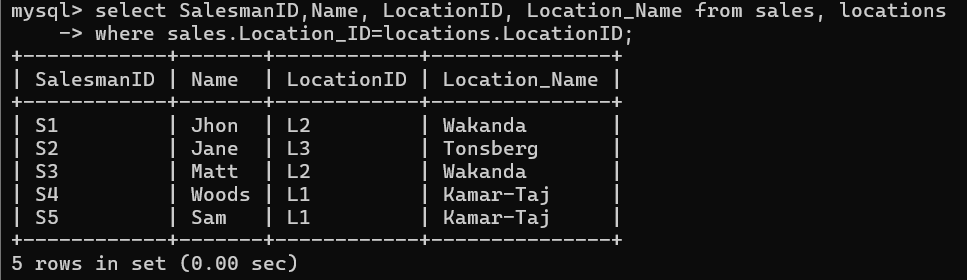 mysql> select SalesmanID,Name, LocationID, Location_Name from sales, locations
    -> where sales.Location_ID=locations.LocationID;
+------------+-------+------------+---------------+
| SalesmanID | Name  | LocationID | Location_Name |
+------------+-------+------------+---------------+
| S1         | Jhon  | L2         | Wakanda       |
| S2         | Jane  | L3         | Tonsberg      |
| S3         | Matt  | L2         | Wakanda       |
| S4         | Woods | L1         | Kamar-Taj     |
| S5         | Sam   | L1         | Kamar-Taj     |
+------------+-------+------------+---------------+
5 rows in set (0.00 sec)